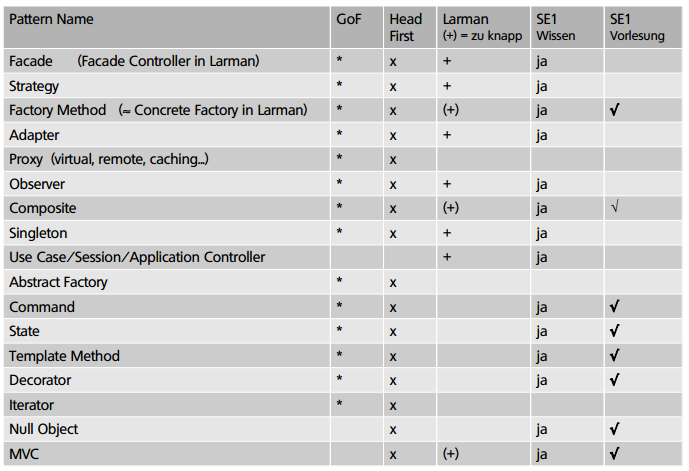 Pattern Name GoF Head First Larman (+) = zu knapp SE1 Wissen SE1 Vorlesung
Facade (Facade Controller in Larman) * x + ja
Strategy * x + ja
Factory Method (≈ Concrete Factory in Larman) * x (+) ja √
Adapter * x + ja
Proxy (virtual, remote, caching...) * x
Observer * x + ja
Composite * x (+) ja √
Singleton * x + ja
Use Case/Session/Application Controller + ja
Abstract Factory * x
Command * x ja √
State * x ja √
Template Method * x ja √
Decorator * x ja √
Iterator * x
Null Object x ja √
MVC x (+) ja √